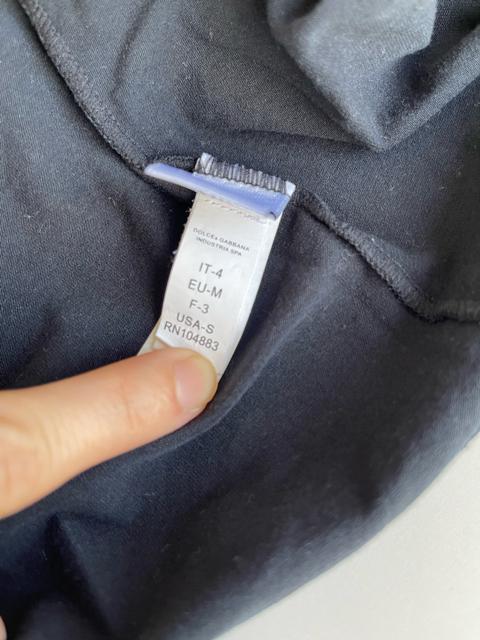 DOLCE & GABBANA
INDUSTRIA SPA
IT-4
EU-M
F-3
USA-S
RN104883